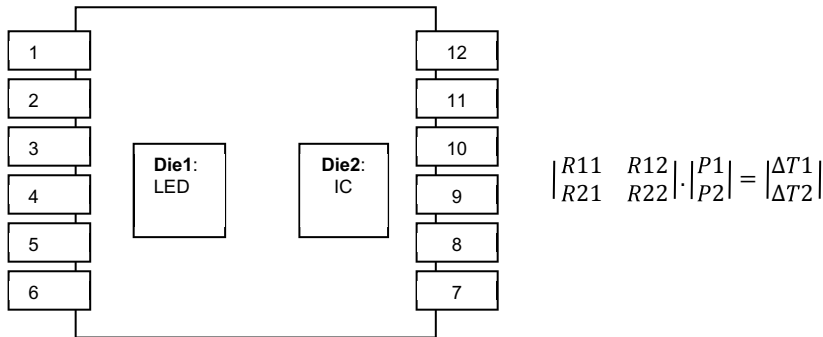 1 12
2 11
3 10
Die1: Die2:
LED IC
4 9
5 8
6 7
|R11 R12| |P1| |ΔT1|
|R21 R22|.|P2| = |ΔT2|